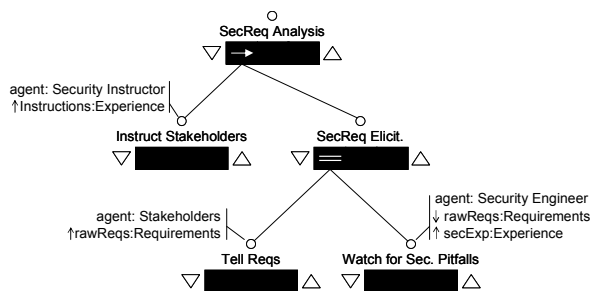 SecReq Analysis
agent: Security Instructor
↑Instructions:Experience
Instruct Stakeholders
SecReq Elicit.
agent: Stakeholders
↑rawReqs:Requirements
agent: Security Engineer
↓ rawReqs:Requirements
↑ secExp:Experience
Tell Reqs
Watch for Sec. Pitfalls